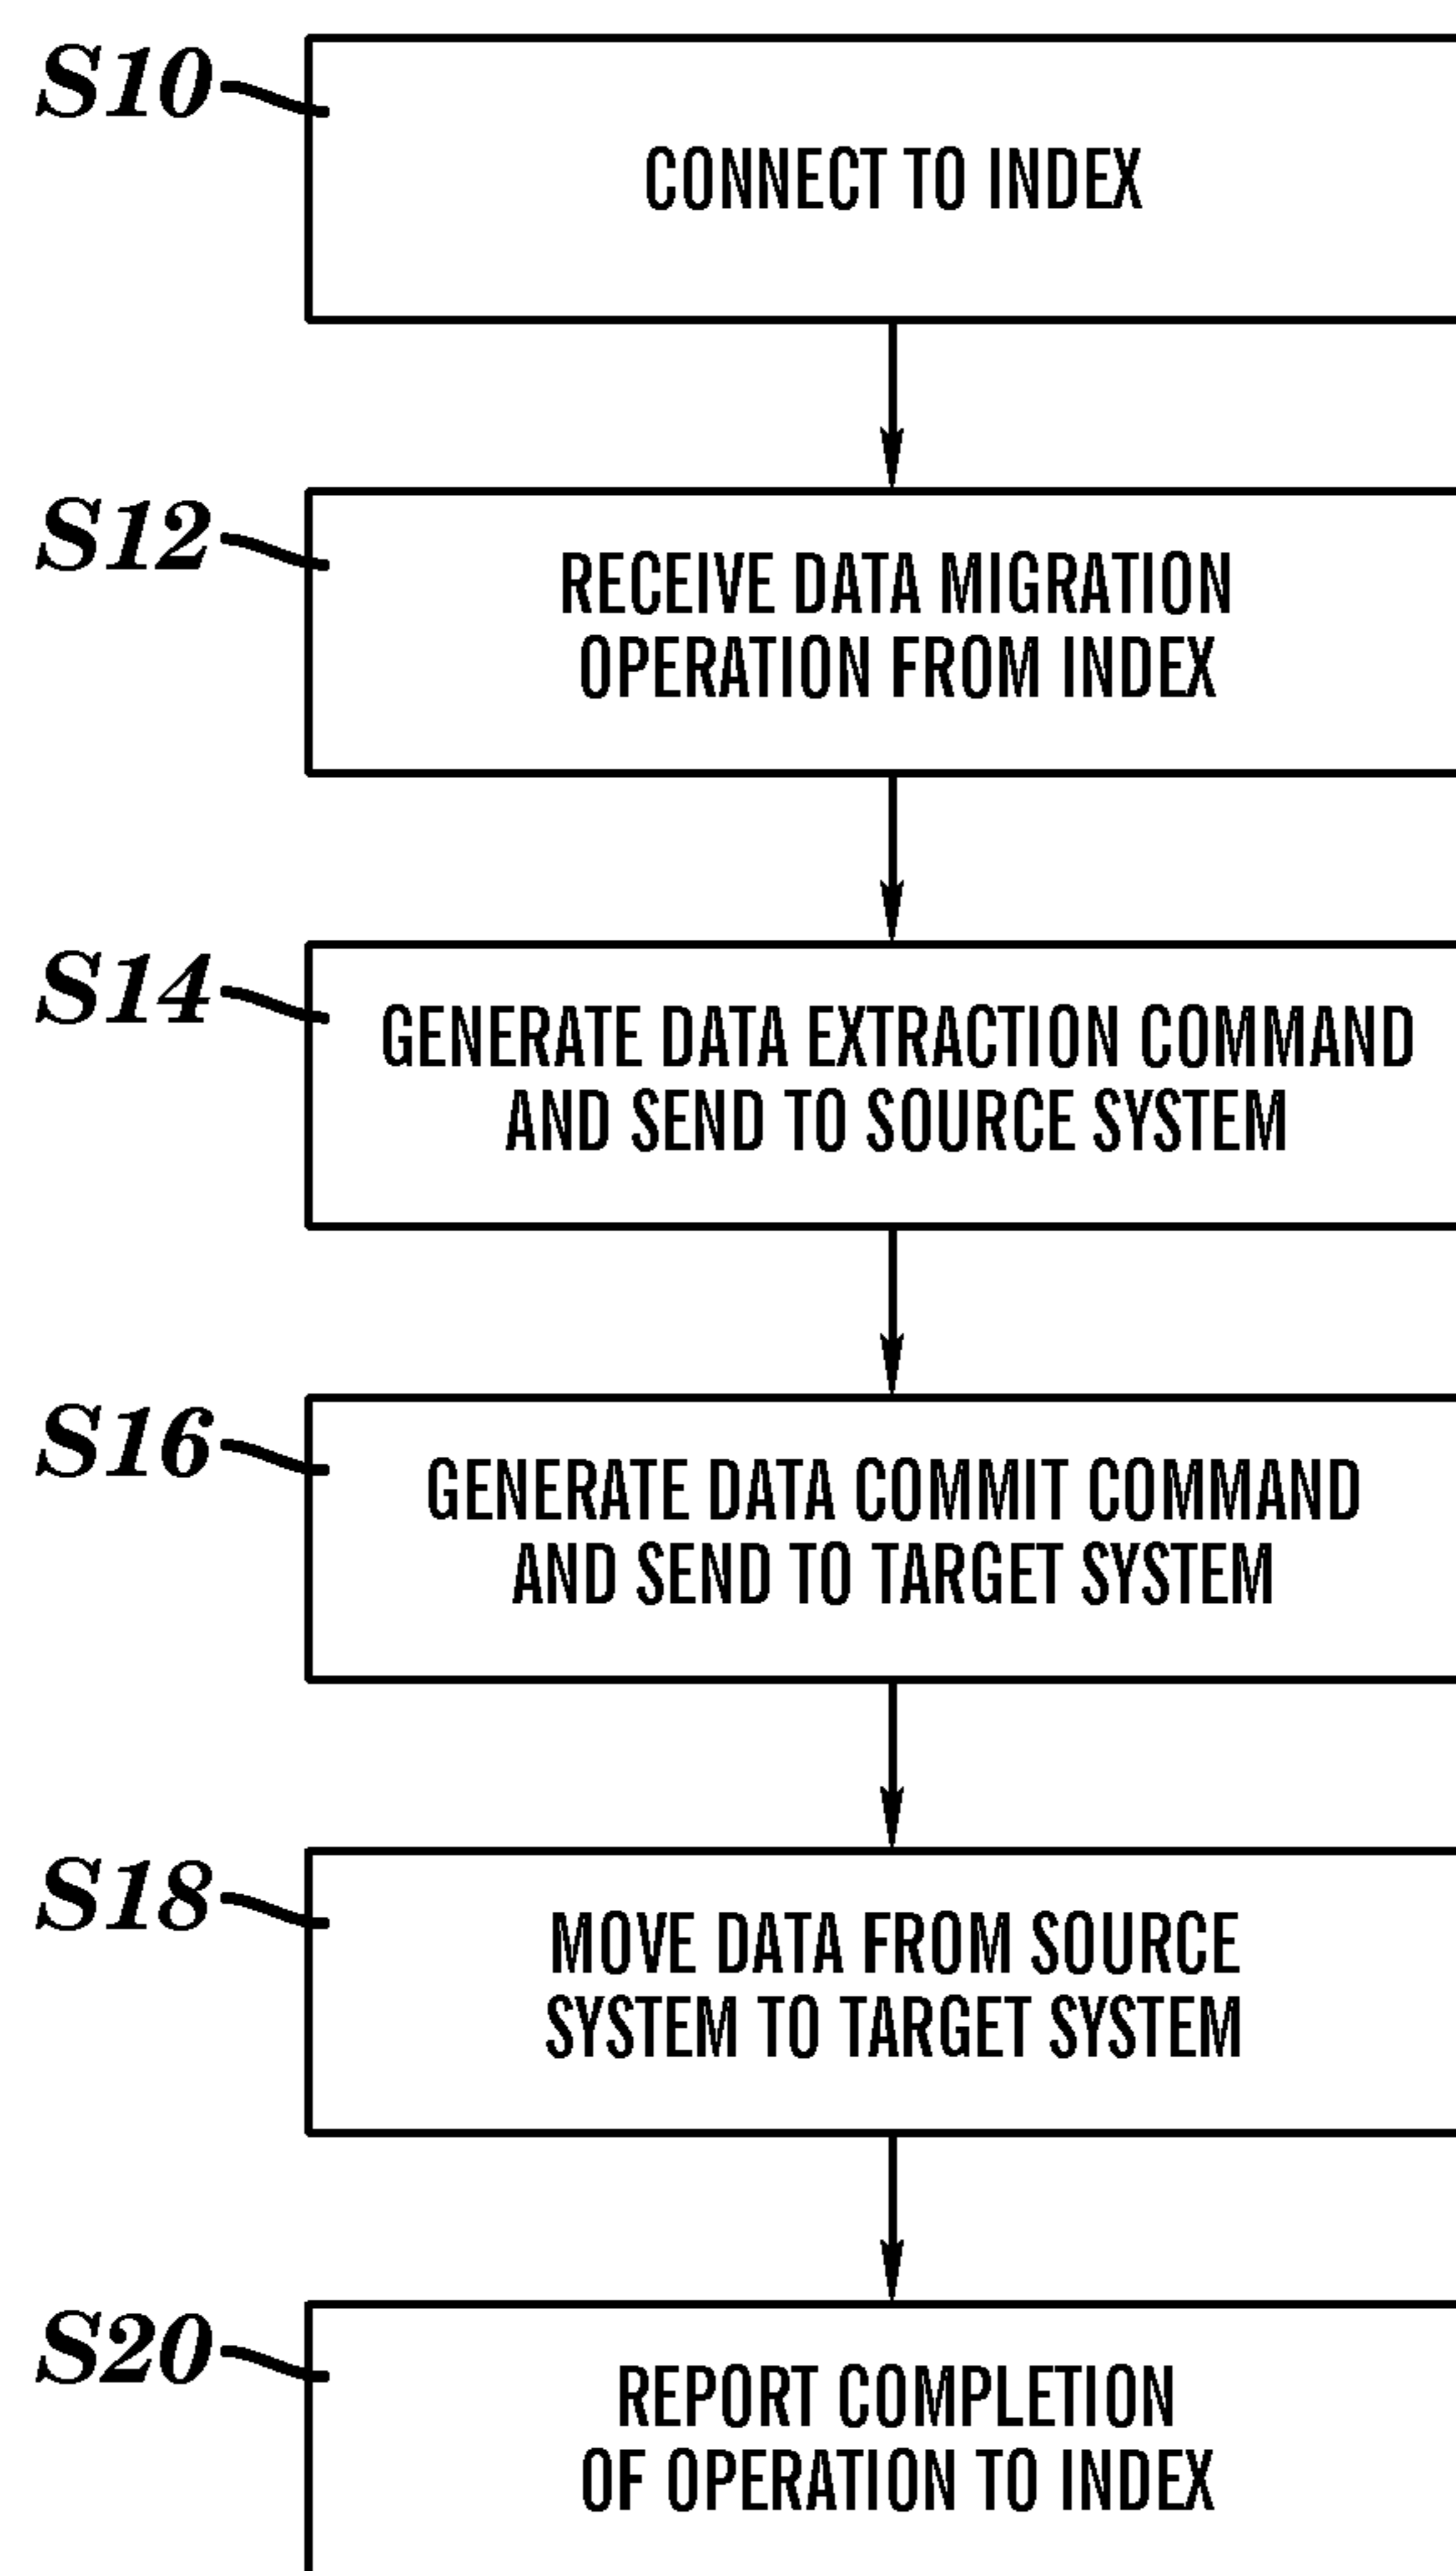 S10
CONNECT TO INDEX
S12
RECEIVE DATA MIGRATION
OPERATION FROM INDEX
S14
GENERATE DATA EXTRACTION COMMAND
AND SEND TO SOURCE SYSTEM
S16
GENERATE DATA COMMIT COMMAND
AND SEND TO TARGET SYSTEM
S18
MOVE DATA FROM SOURCE
SYSTEM TO TARGET SYSTEM
S20
REPORT COMPLETION
OF OPERATION TO INDEX